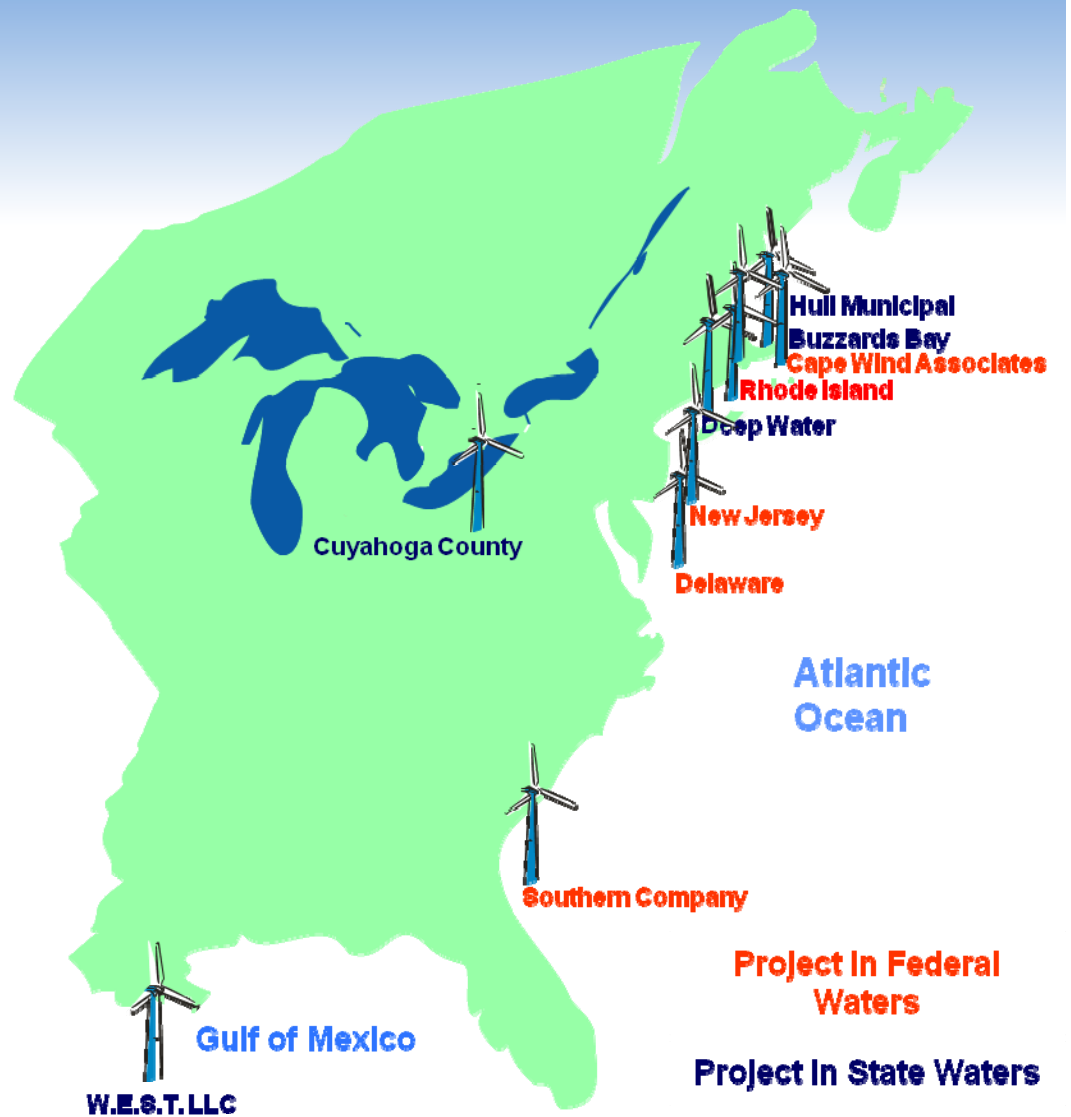 Hull Municipal
Buzzards Bay
Cape Wind Associates
Rhode Island
Deep Water
New Jersey
Cuyahoga County
Delaware
Atlantic
Ocean
Southern Company
Project in Federal
Waters
Gulf of Mexico
Project in State Waters
W.E.S.T. LLC